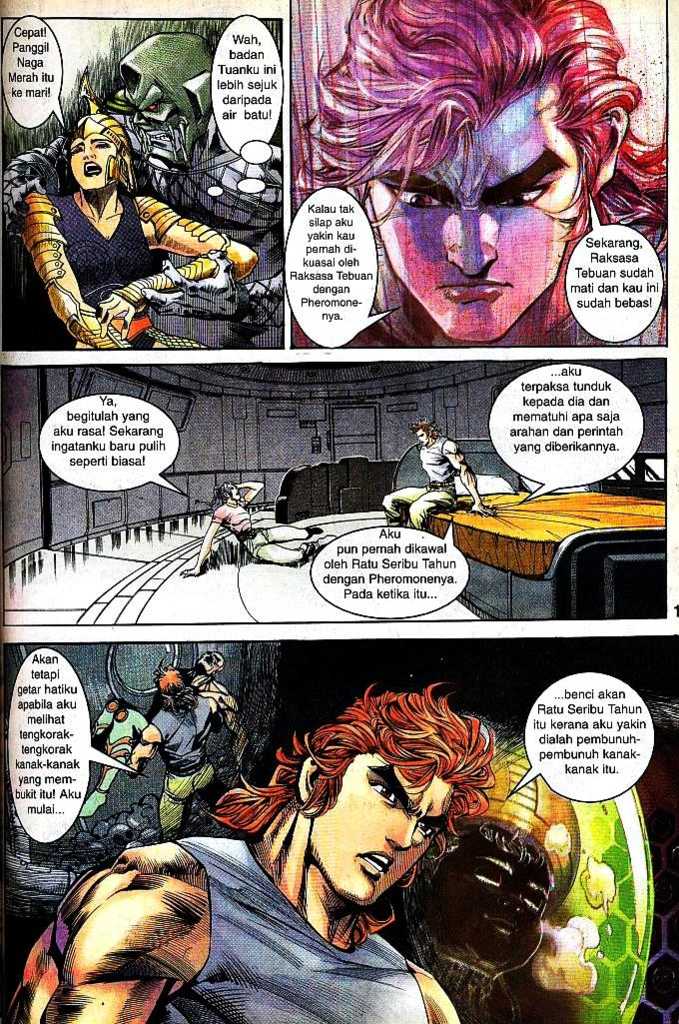 Cepat!
Panggil
Naga
Merah itu
ke mari!
Wah,
badan
Tuanku ini
lebih sejuk
daripada
air batu!
Kalau tak
silap aku
yakin kau
pernah di-
kuasai oleh
Raksasa Tebuan
dengan
Pheromone-
nya.
Sekarang,
Raksasa
Tebuan sudah
mati dan kau ini
sudah bebas!
Ya,
begitulah yang
aku rasa! Sekarang
ingatanku baru pulih
seperti biasa!
Aku
pun pernah dikawal
oleh Ratu Seribu Tahun
dengan Pheromonenya.
Pada ketika itu...
...aku
terpaksa tunduk
kepada dia dan
mematuhi apa saja
arahan dan perintah
yang diberikannya.
1
Akan
tetapi
getar hatiku
apabila aku
melihat
tengkorak-
tengkorak
kanak-kanak
yang mem-
bukit itu! Aku
mulai...
...benci akan
Ratu Seribu Tahun
itu kerana aku yakin
dialah pembunuh-
pembunuh kanak-
kanak itu.